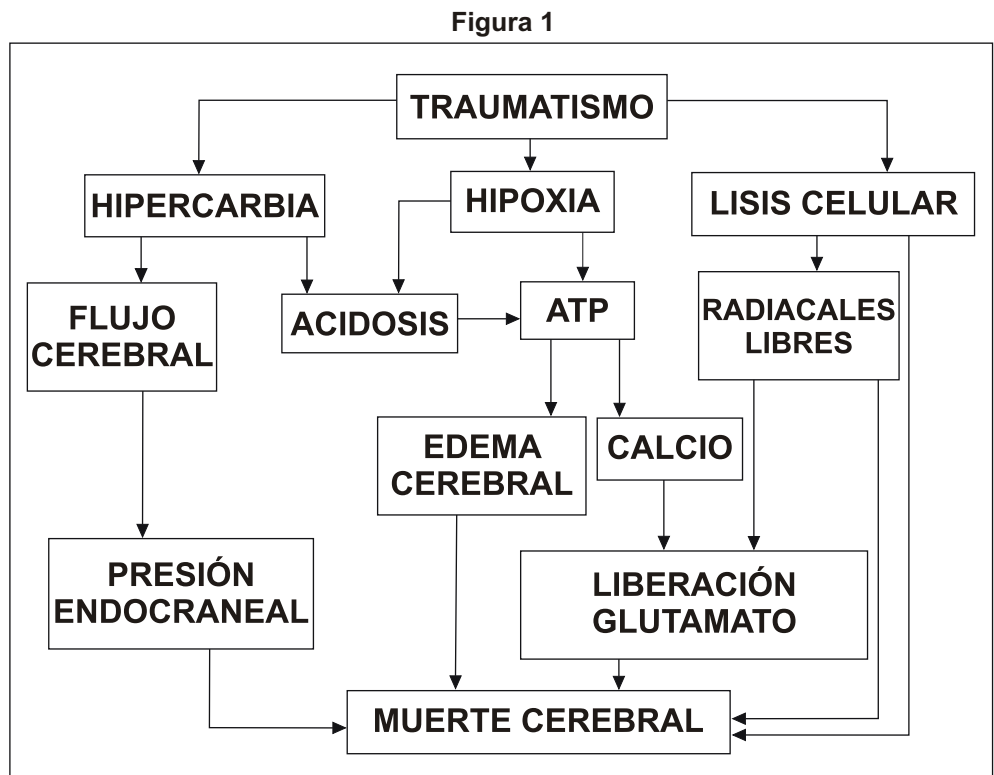 Figura 1
TRAUMATISMO
HIPERCARBIA
HIPOXIA
LISIS CELULAR
FLUJO
CEREBRAL
ACIDOSIS
ATP
RADIACALES
LIBRES
EDEMA
CEREBRAL
CALCIO
PRESIÓN
ENDOCRANEAL
LIBERACIÓN
GLUTAMATO
MUERTE CEREBRAL